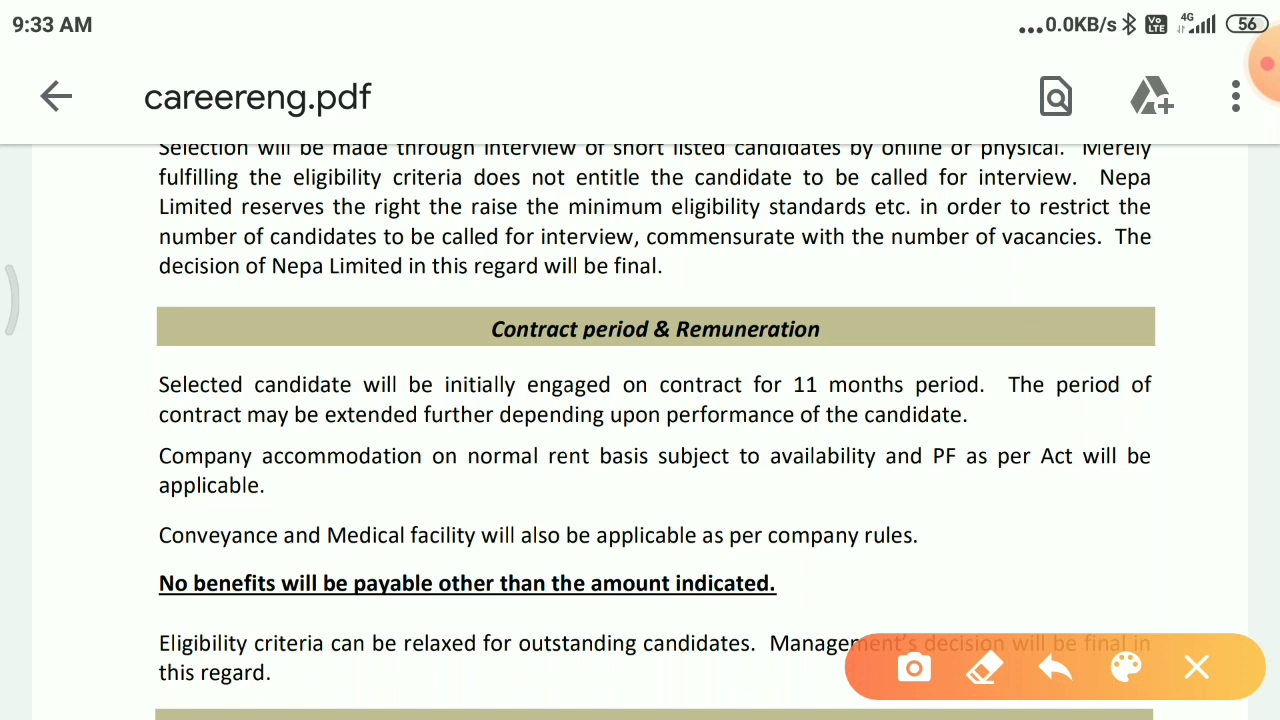 9:33 AM
...0.0KB/s Vo LTE 4G 56
careereng.pdf
Selection will be made through interview of short listed candidates by online or physical. Merely
fulfilling the eligibility criteria does not entitle the candidate to be called for interview. Nepa
Limited reserves the right the raise the minimum eligibility standards etc. in order to restrict the
number of candidates to be called for interview, commensurate with the number of vacancies. The
decision of Nepa Limited in this regard will be final.
Contract period & Remuneration
Selected candidate will be initially engaged on contract for 11 months period. The period of
contract may be extended further depending upon performance of the candidate.
Company accommodation on normal rent basis subject to availability and PF as per Act will be
applicable.
Conveyance and Medical facility will also be applicable as per company rules.
No benefits will be payable other than the amount indicated.
Eligibility criteria can be relaxed for outstanding candidates. Management's decision will be final in
this regard.